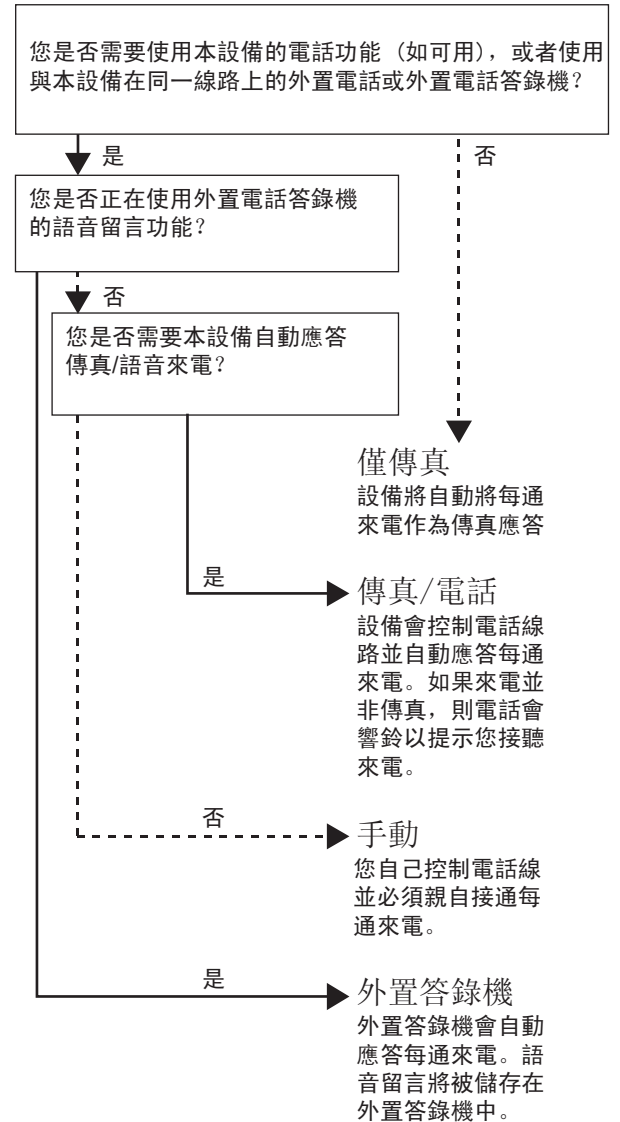 您是否需要使用本設備的電話功能（如可用），或者使用
與本設備在同一線路上的外置電話或外置電話答錄機？
是
否
您是否正在使用外置電話答錄機
的語音留言功能？
否
您是否需要本設備自動應答
傳真/語音來電？
僅傳真
設備將自動將每通
來電作為傳真應答
是
傳真/電話
設備會控制電話線
路並自動應答每通
來電。如果來電並
非傳真，則電話會
響鈴以提示您接聽
來電。
否
手動
您自己控制電話線
並必須親自接通每
通來電。
是
外置答錄機
外置答錄機會自動
應答每通來電。語
音留言將被儲存在
外置答錄機中。